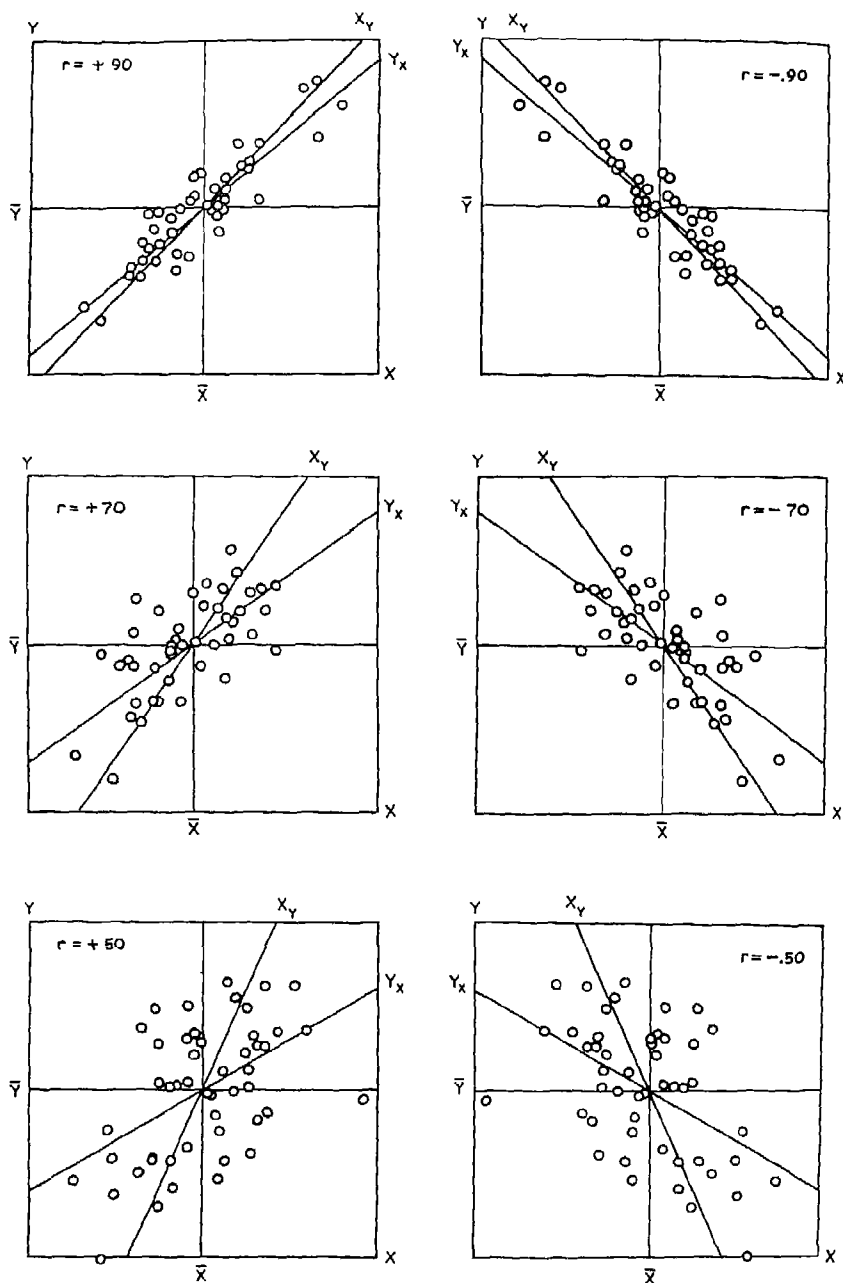 Y X_Y
r = + 90
Y_X
Ȳ
X̄ X
Y X_Y
Y_X
r = -.90
Ȳ
X̄ X
Y X_Y
r = + 70
Y_X
Ȳ
X̄ X
Y X_Y
Y_X
r = - 70
Ȳ
X̄ X
Y X_Y
r = + 50
Y_X
Ȳ
X̄ X
Y X_Y
r = -.50
Y_X
Ȳ
X̄ X